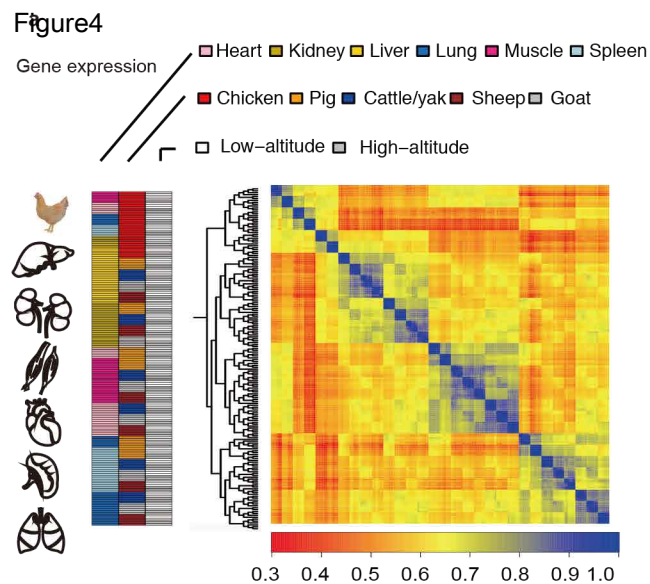 Figure4
a
Gene expression
Heart Kidney Liver Lung Muscle Spleen
Chicken Pig Cattle/yak Sheep Goat
Low−altitude High−altitude
0.3 0.4 0.5 0.6 0.7 0.8 0.9 1.0